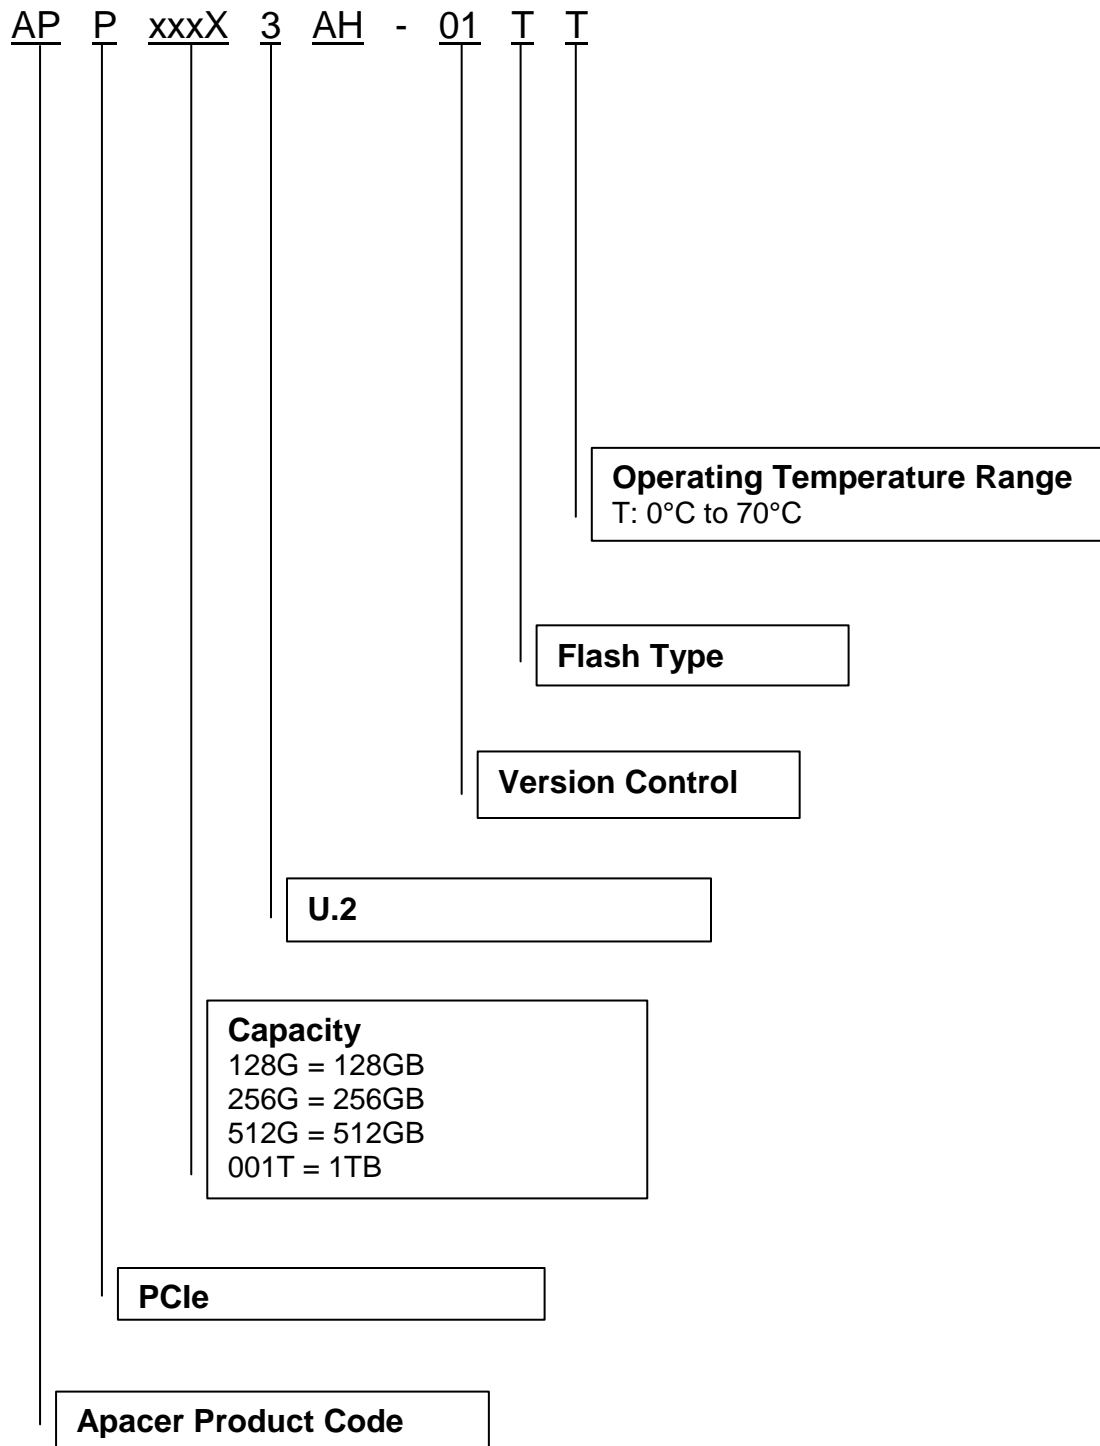 AP P xxxX 3 AH - 01 T T
Operating Temperature Range
T: 0°C to 70°C
Flash Type
Version Control
U.2
Capacity
128G = 128GB
256G = 256GB
512G = 512GB
001T = 1TB
PCIe
Apacer Product Code